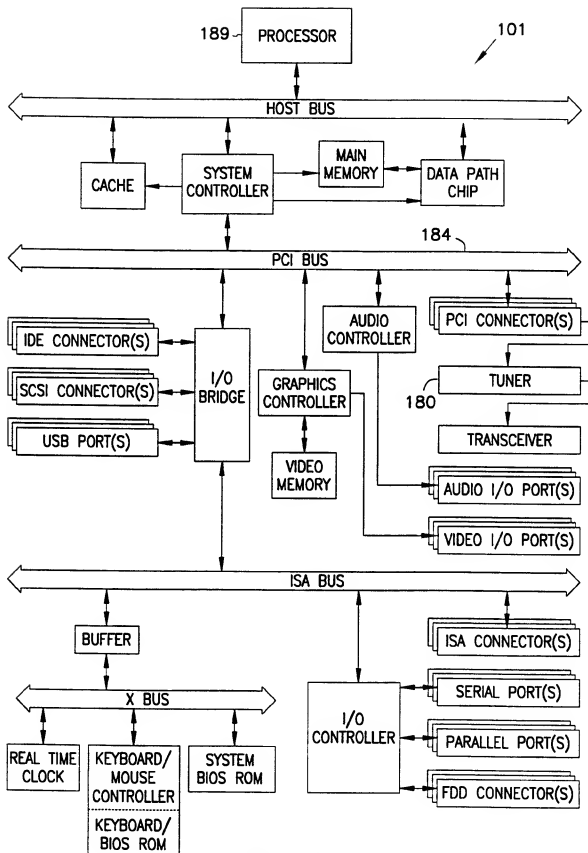 189
PROCESSOR
101
HOST BUS
CACHE
SYSTEM
CONTROLLER
MAIN
MEMORY
DATA PATH
CHIP
184
PCI BUS
IDE CONNECTOR(S)
SCSI CONNECTOR(S)
USB PORT(S)
I/O
BRIDGE
GRAPHICS
CONTROLLER
VIDEO
MEMORY
AUDIO
CONTROLLER
PCI CONNECTOR(S)
180
TUNER
TRANSCEIVER
AUDIO I/O PORT(S)
VIDEO I/O PORT(S)
ISA BUS
BUFFER
X BUS
REAL TIME
CLOCK
KEYBOARD/
MOUSE
CONTROLLER
KEYBOARD/
BIOS ROM
SYSTEM
BIOS ROM
I/O
CONTROLLER
ISA CONNECTOR(S)
SERIAL PORT(S)
PARALLEL PORT(S)
FDD CONNECTOR(S)